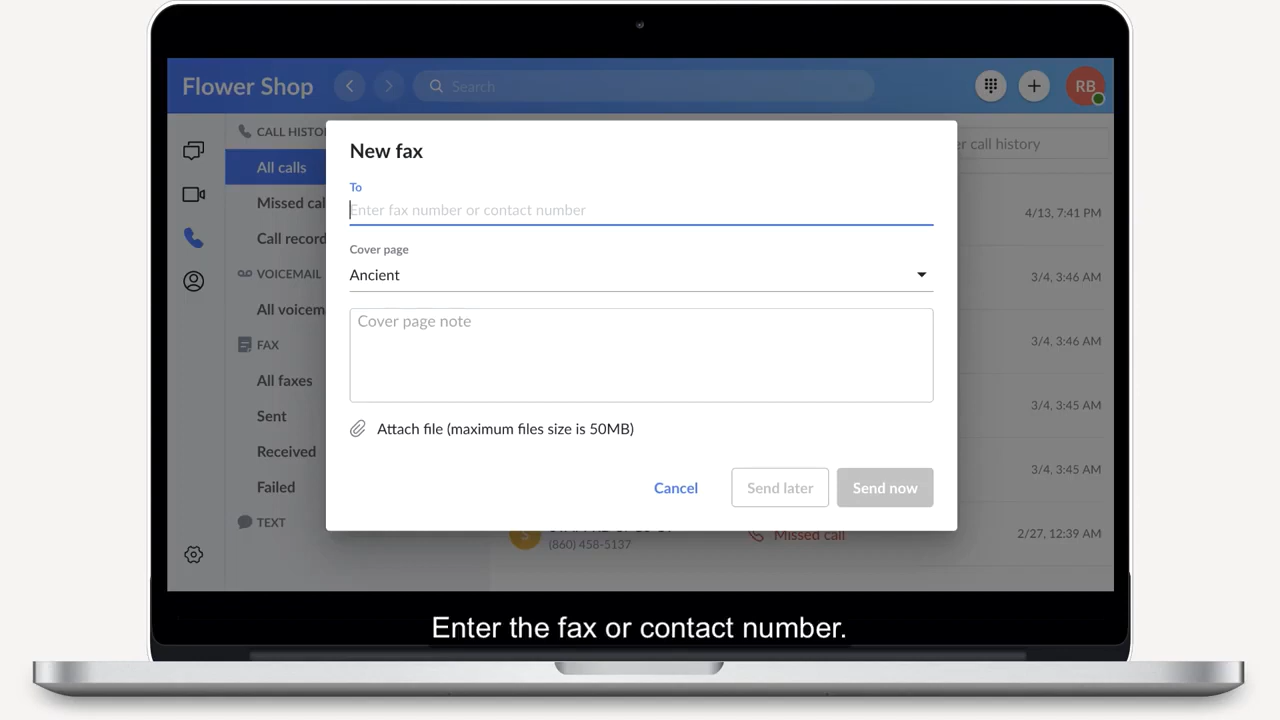 Flower Shop
Search
RB
CALL HISTO
All calls
Missed cal
Call record
VOICEMAIL
All voicem
FAX
All faxes
Sent
Received
Failed
TEXT
er call history
4/13, 7:41 PM
3/4, 3:46 AM
3/4, 3:46 AM
3/4, 3:45 AM
3/4, 3:45 AM
(860) 458-5137
Missed call
2/27, 12:39 AM
New fax
To
Enter fax number or contact number
Cover page
Ancient
Cover page note
Attach file (maximum files size is 50MB)
Cancel
Send later
Send now
Enter the fax or contact number.